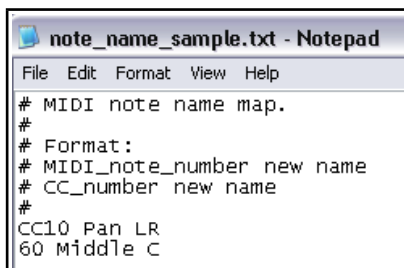 note_name_sample.txt - Notepad
File Edit Format View Help
# MIDI note name map.
#
# Format:
# MIDI_note_number new name
# CC_number new name
#
CC10 Pan LR
60 Middle C